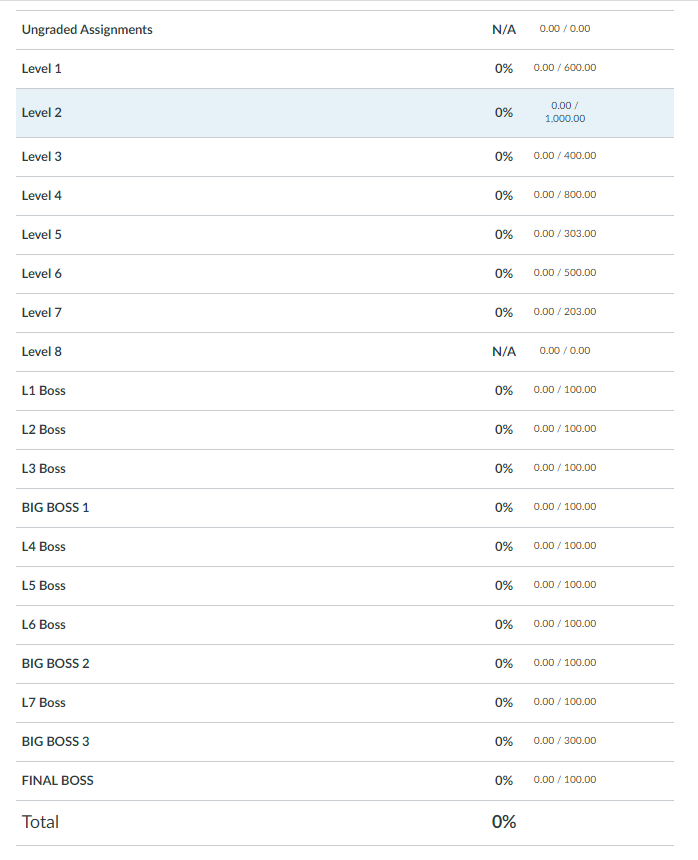 Ungraded Assignments N/A 0.00 / 0.00
Level 1 0% 0.00 / 600.00
Level 2 0% 0.00 /
1,000.00
Level 3 0% 0.00 / 400.00
Level 4 0% 0.00 / 800.00
Level 5 0% 0.00 / 303.00
Level 6 0% 0.00 / 500.00
Level 7 0% 0.00 / 203.00
Level 8 N/A 0.00 / 0.00
L1 Boss 0% 0.00 / 100.00
L2 Boss 0% 0.00 / 100.00
L3 Boss 0% 0.00 / 100.00
BIG BOSS 1 0% 0.00 / 100.00
L4 Boss 0% 0.00 / 100.00
L5 Boss 0% 0.00 / 100.00
L6 Boss 0% 0.00 / 100.00
BIG BOSS 2 0% 0.00 / 100.00
L7 Boss 0% 0.00 / 100.00
BIG BOSS 3 0% 0.00 / 300.00
FINAL BOSS 0% 0.00 / 100.00
Total 0%